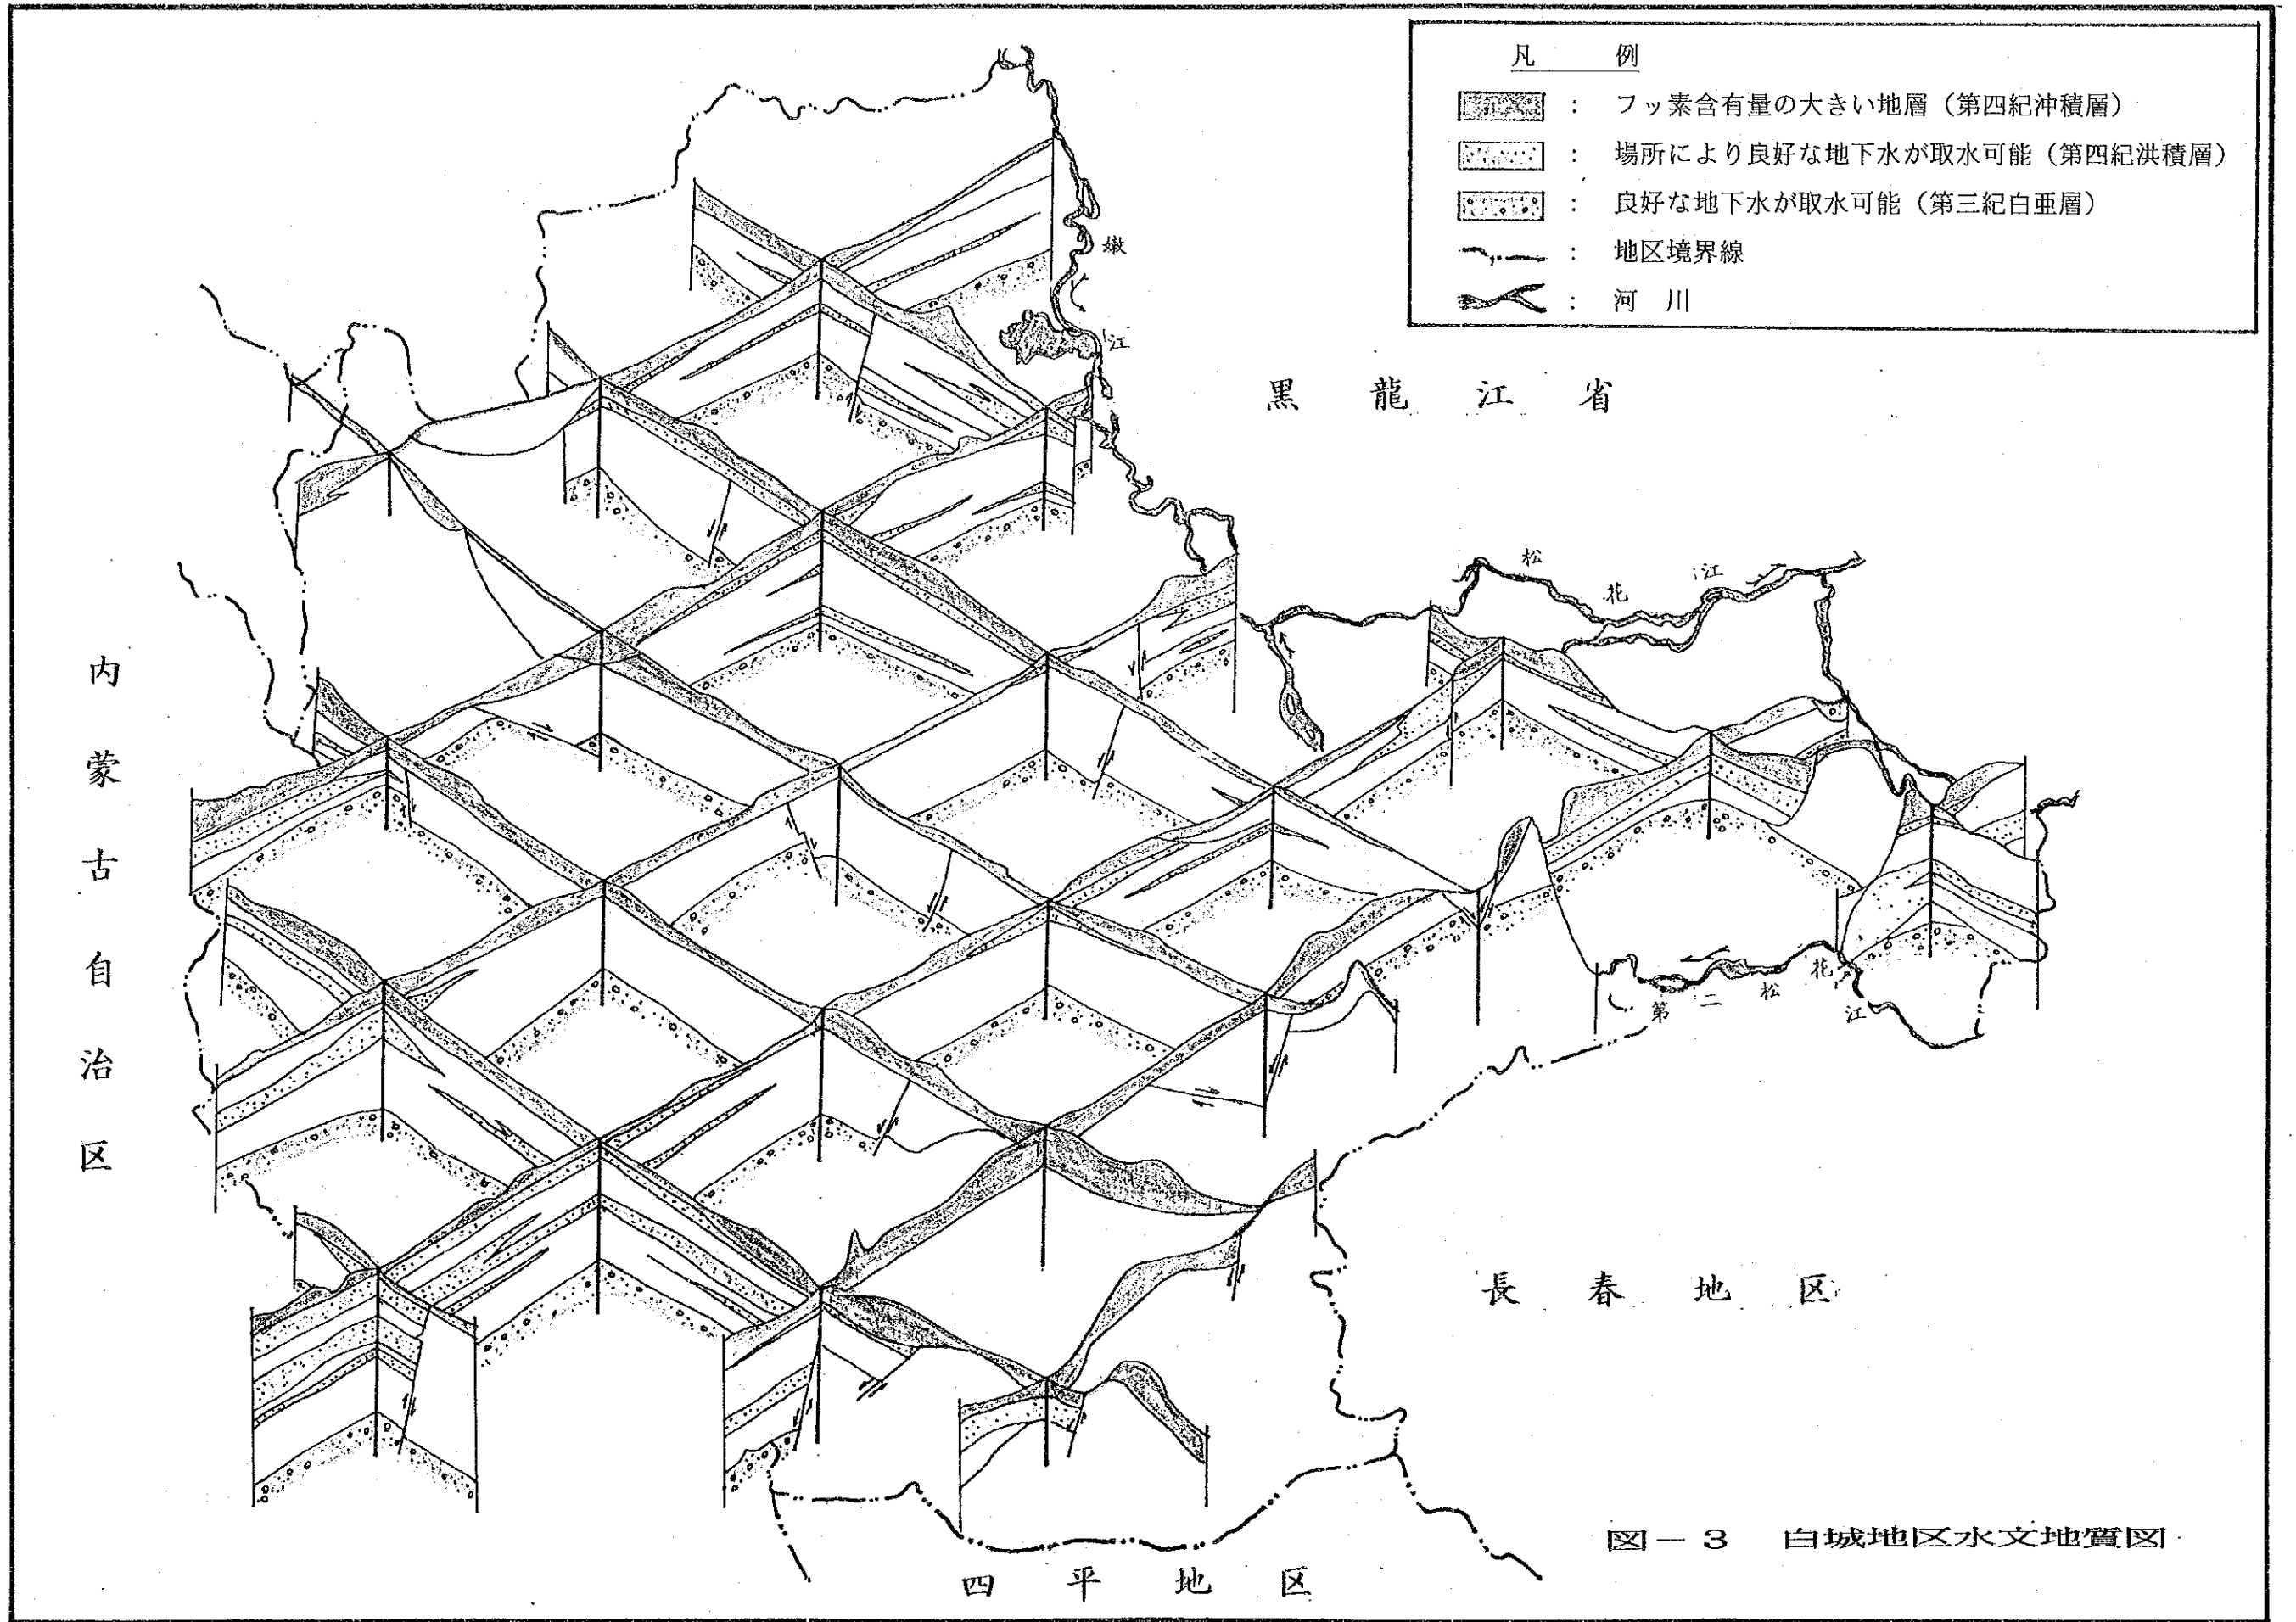 凡　例
： フッ素含有量の大きい地層（第四紀沖積層）
： 場所により良好な地下水が取水可能（第四紀洪積層）
： 良好な地下水が取水可能（第三紀白亜層）
： 地区境界線
： 河　川
嫩江
黒龍江省
松花江
内蒙古自治区
第二松花江
長春地区
四平地区
図－3　白城地区水文地質図